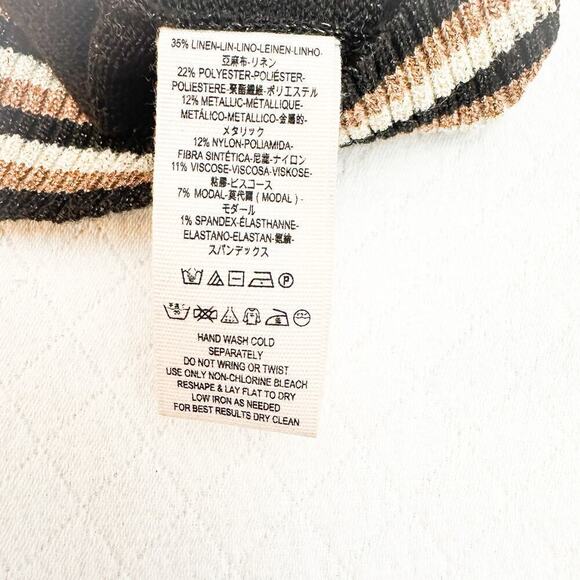 35% LINEN-LIN-LINO-LEINEN-LINHO-
亞麻布-リネン
22% POLYESTER-POLIÉSTER-
POLIESTERE-聚酯纖維-ポリエステル
12% METALLIC-MÉTALLIQUE-
METÁLICO-METALLICO-金屬的-
メタリック
12% NYLON-POLIAMIDA-
FIBRA SINTÉTICA-尼龍-ナイロン
11% VISCOSE-VISCOSA-VISKOSE-
粘膠-ビスコース
7% MODAL-莫代爾 ( MODAL ) -
モダール
1% SPANDEX-ÉLASTHANNE-
ELASTANO-ELASTAN-氨綸-
スパンデックス
P
HAND WASH COLD
SEPARATELY
DO NOT WRING OR TWIST
USE ONLY NON-CHLORINE BLEACH
RESHAPE & LAY FLAT TO DRY
LOW IRON AS NEEDED
FOR BEST RESULTS DRY CLEAN